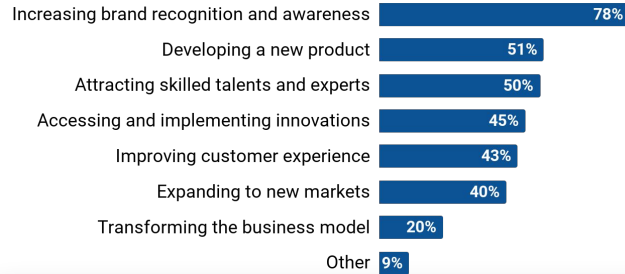 Increasing brand recognition and awareness 78%
Developing a new product 51%
Attracting skilled talents and experts 50%
Accessing and implementing innovations 45%
Improving customer experience 43%
Expanding to new markets 40%
Transforming the business model 20%
Other 9%